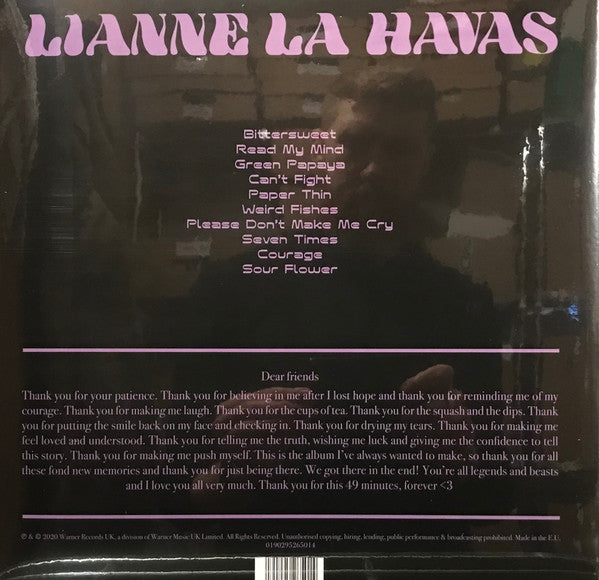 LIANNE LA HAVAS
Bittersweet
Read My Mind
Green Papaya
Can't Fight
Paper Thin
Weird Fishes
Please Don't Make Me Cry
Seven Times
Courage
Sour Flower
Dear friends
Thank you for your patience. Thank you for believing in me after I lost hope and thank you for reminding me of my
courage. Thank you for making me laugh. Thank you for the cups of tea. Thank you for the squash and the dips. Thank
you for putting the smile back on my face and checking in. Thank you for drying my tears. Thank you for making me
feel loved and understood. Thank you for telling me the truth, wishing me luck and giving me the confidence to tell
this story. Thank you for making me push myself. This is the album I've always wanted to make, so thank you for all
these fond new memories and thank you for just being there. We got there in the end! You're all legends and beasts
and I love you all very much. Thank you for this 49 minutes, forever <3
℗ & © 2020 Warner Records UK, a division of Warner Music UK Limited. All Rights Reserved. Unauthorised copying, hiring, lending, public performance & broadcasting prohibited. Made in the E.U.
0190295265014